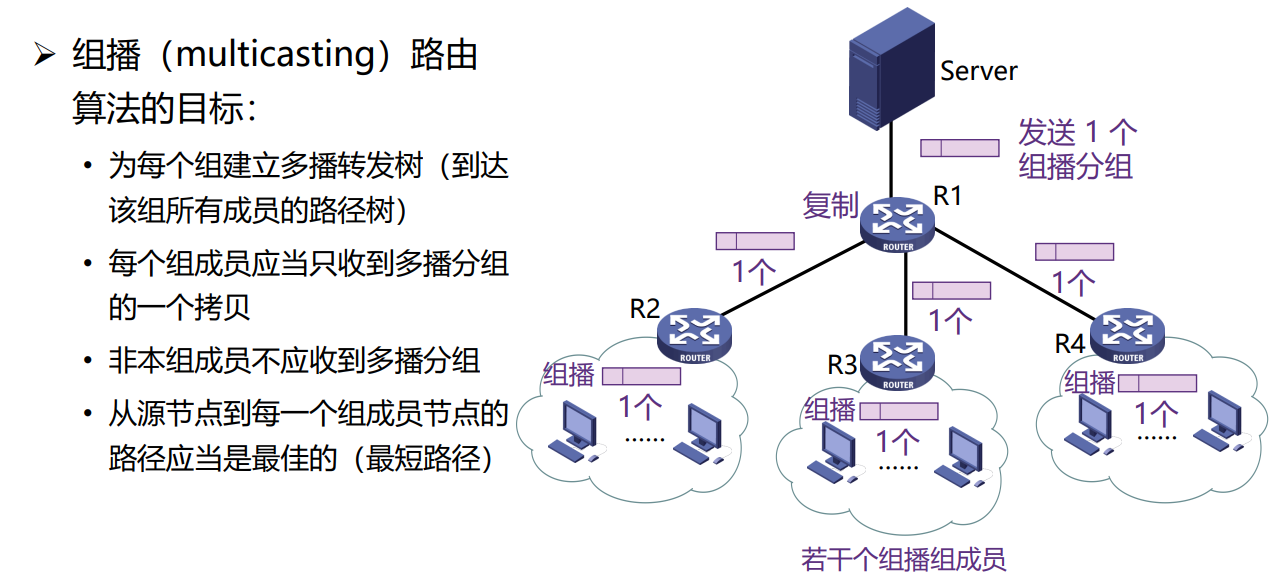 组播（multicasting）路由
算法的目标：
为每个组建立多播转发树（到达
该组所有成员的路径树）
每个组成员应当只收到多播分组
的一个拷贝
非本组成员不应收到多播分组
从源节点到每一个组成员节点的
路径应当是最佳的（最短路径）
Server
发送 1 个
组播分组
复制
R1
ROUTER
1个
1个
1个
R2
ROUTER
R3
ROUTER
R4
ROUTER
组播
1个
……
组播
1个
……
组播
1个
……
若干个组播组成员